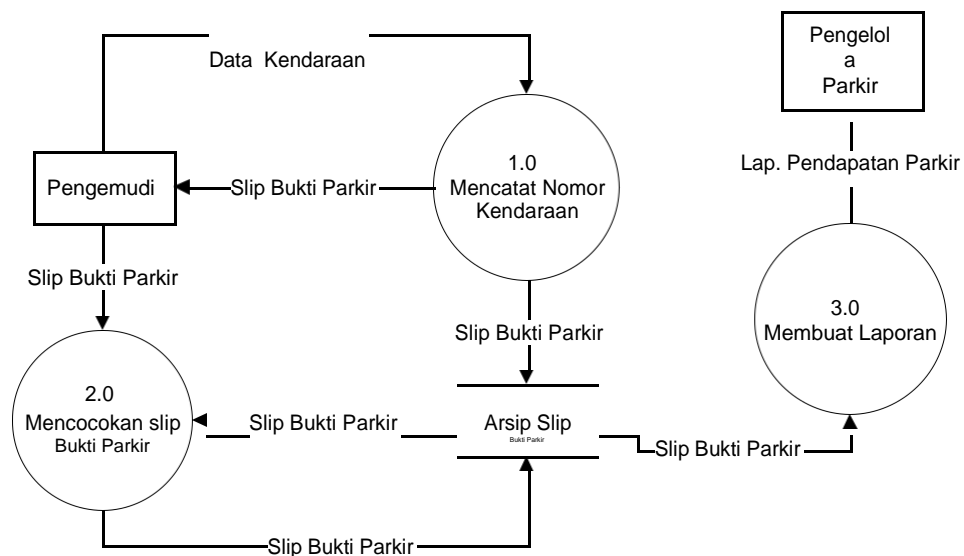 Data Kendaraan
Pengelol
a
Parkir
1.0
Mencatat Nomor
Kendaraan
Pengemudi
Slip Bukti Parkir
Lap. Pendapatan Parkir
Slip Bukti Parkir
Slip Bukti Parkir
3.0
Membuat Laporan
2.0
Mencocokan slip
Bukti Parkir
Slip Bukti Parkir
Arsip Slip
Bukti Parkir
Slip Bukti Parkir
Slip Bukti Parkir